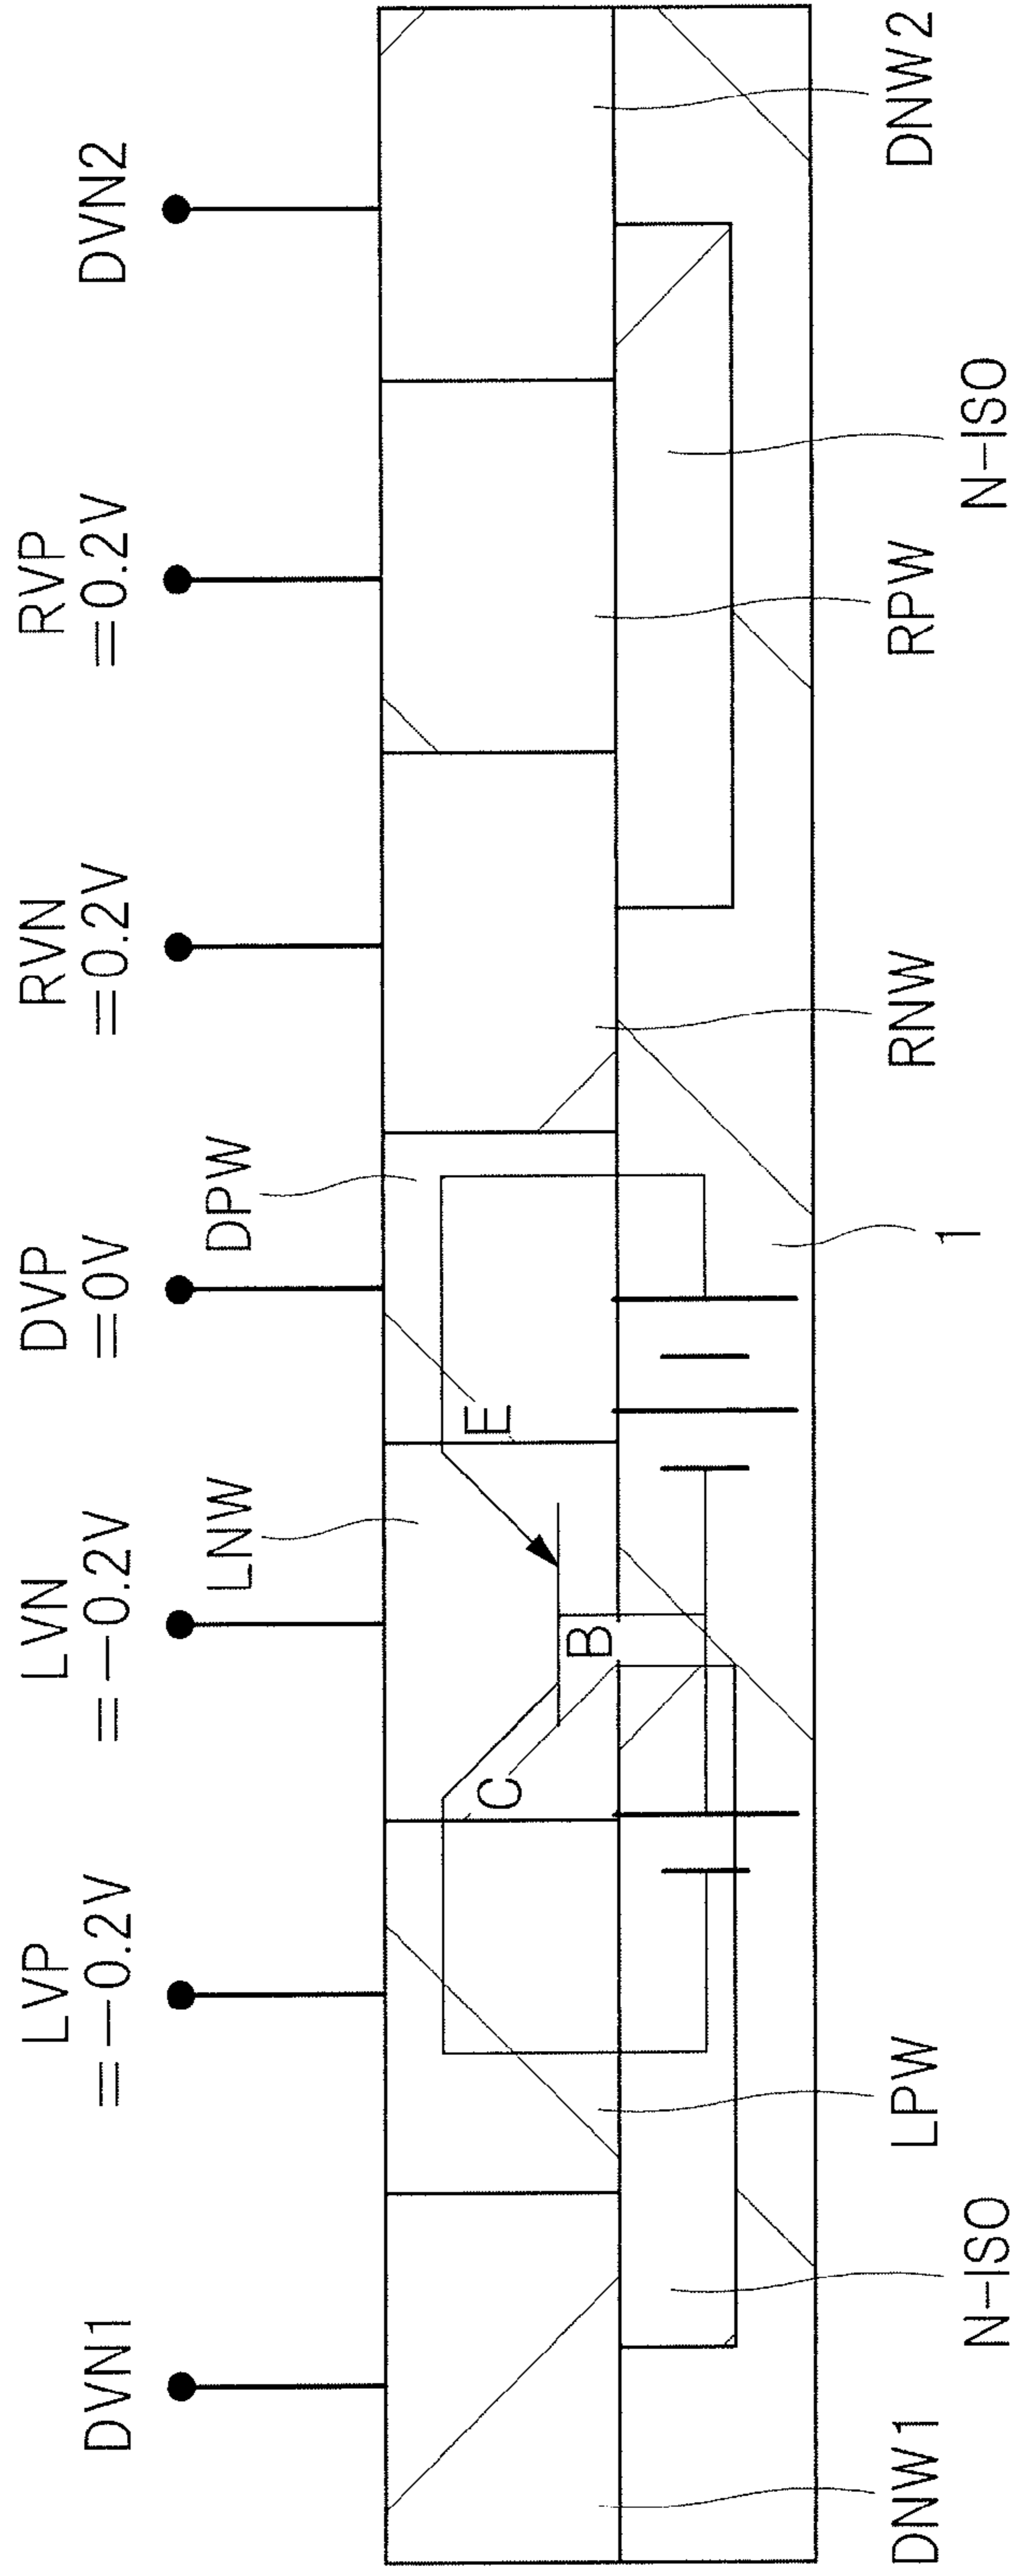 DVN1
LVP
=-0.2V
LVN
=-0.2V
DVP
=0V
RVN
=0.2V
RVP
=0.2V
DVN2
LNW
DPW
C
B
E
DNW1
N-ISO
LPW
1
RNW
RPW
N-ISO
DNW2